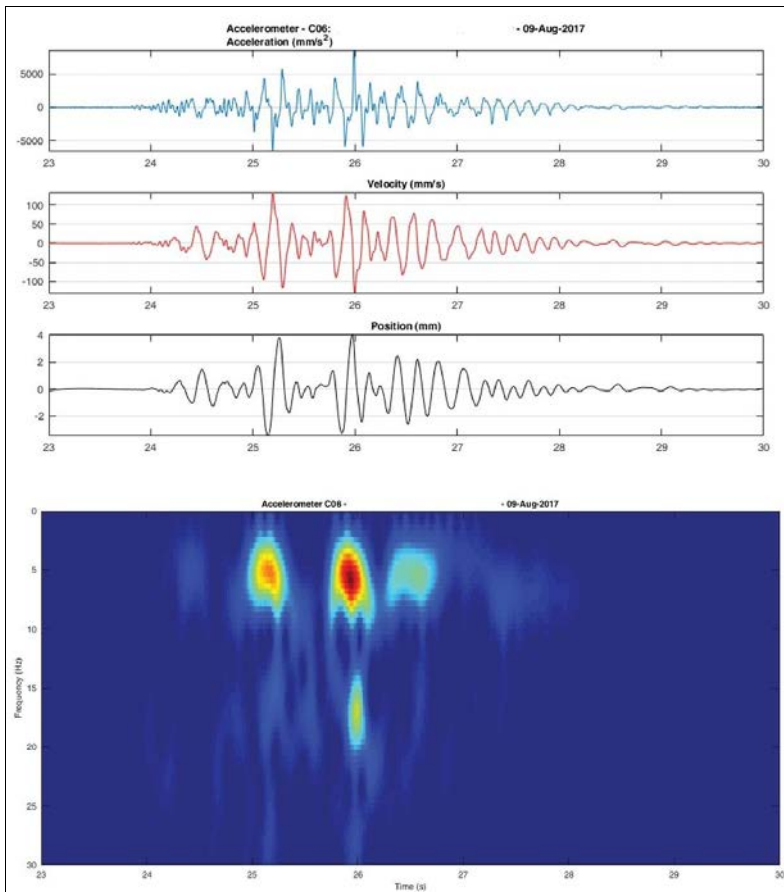 Accelerometer - C06: - 09-Aug-2017
Acceleration (mm/s²)
5000
0
-5000
23 24 25 26 27 28 29 30
Velocity (mm/s)
100
50
0
-50
-100
23 24 25 26 27 28 29 30
Position (mm)
4
2
0
-2
23 24 25 26 27 28 29 30
Accelerometer C06 - - 09-Aug-2017
0
5
10
15
20
25
30
Frequency (Hz)
23 24 25 26 27 28 29 30
Time (s)